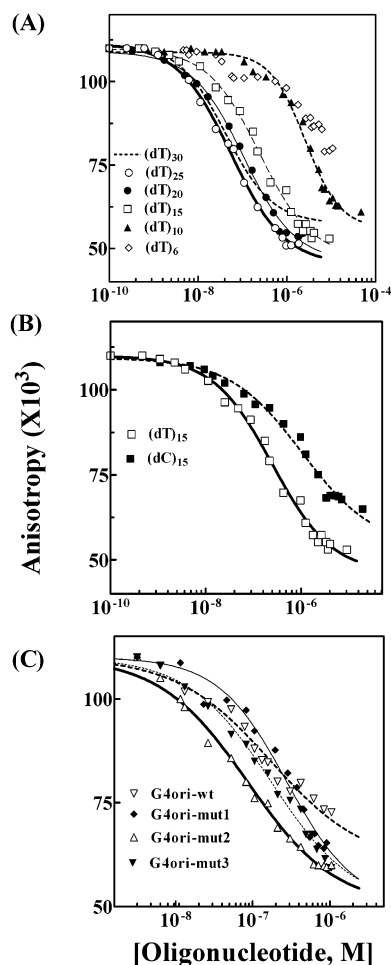 (A)
100
75
50
(dT)30
(dT)25
(dT)20
(dT)15
(dT)10
(dT)6
10-10
10-8
10-6
10-4
(B)
100
75
50
(dT)15
(dC)15
10-10
10-8
10-6
Anisotropy (X103)
(C)
100
75
50
G4ori-wt
G4ori-mut1
G4ori-mut2
G4ori-mut3
10-8
10-7
10-6
[Oligonucleotide, M]